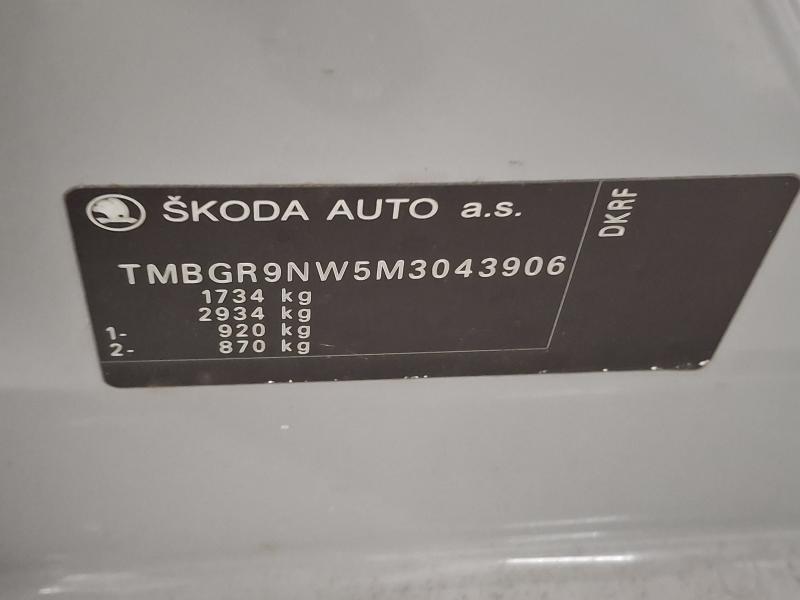 ŠKODA AUTO a.s.
DKRF
TMBGR9NW5M3043906
1734 kg
2934 kg
1- 920 kg
2- 870 kg